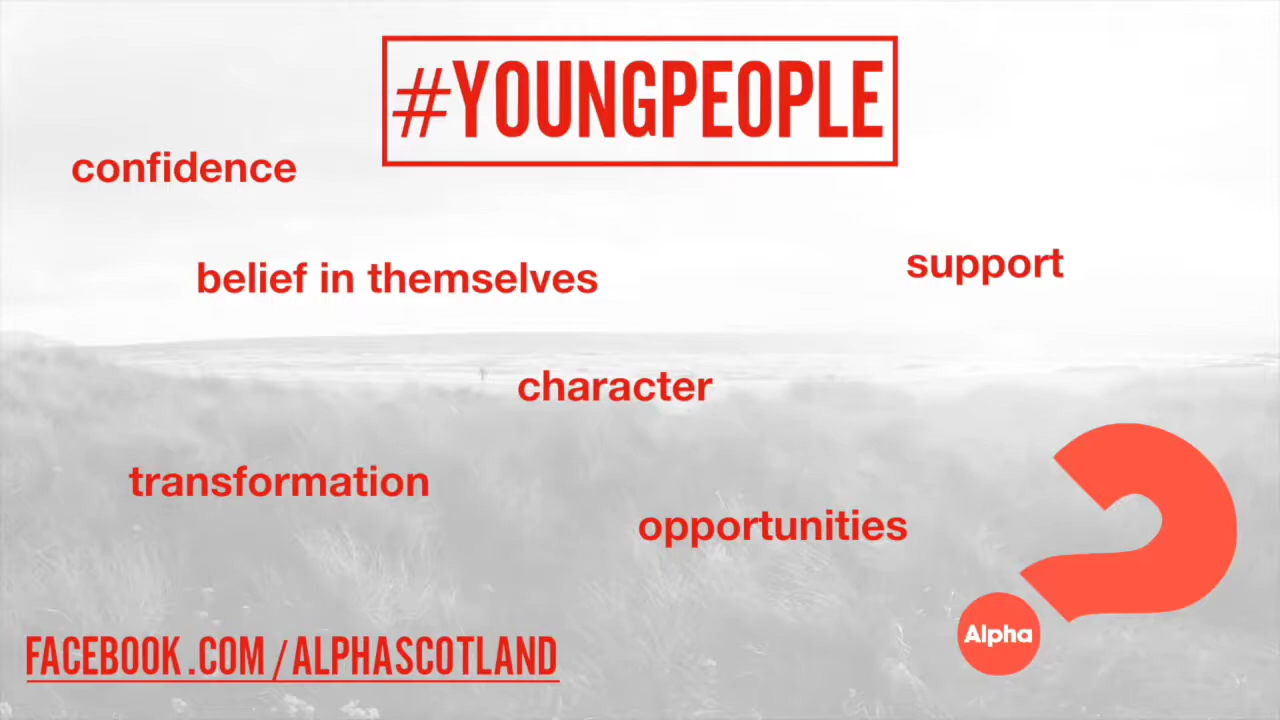 #YOUNGPEOPLE
confidence
support
belief in themselves
character
transformation
opportunities
Alpha
FACEBOOK.COM/ALPHASCOTLAND